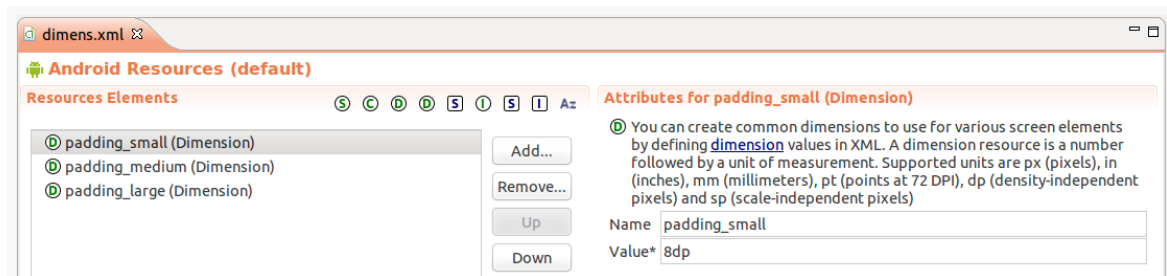 dimens.xml
Android Resources (default)
Resources Elements
S C D D S I S I Az
D padding_small (Dimension)
D padding_medium (Dimension)
D padding_large (Dimension)
Add...
Remove...
Up
Down
Attributes for padding_small (Dimension)
D You can create common dimensions to use for various screen elements
by defining dimension values in XML. A dimension resource is a number
followed by a unit of measurement. Supported units are px (pixels), in
(inches), mm (millimeters), pt (points at 72 DPI), dp (density-independent
pixels) and sp (scale-independent pixels)
Name padding_small
Value* 8dp